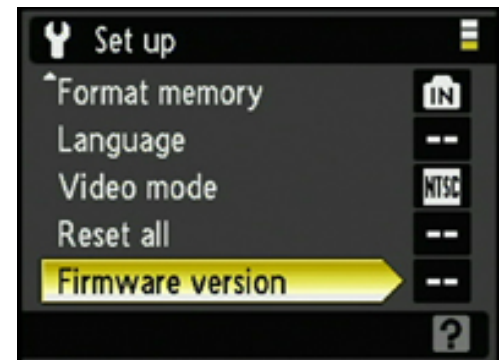 Set up
Format memory IN
Language --
Video mode NTSC
Reset all --
Firmware version --
?